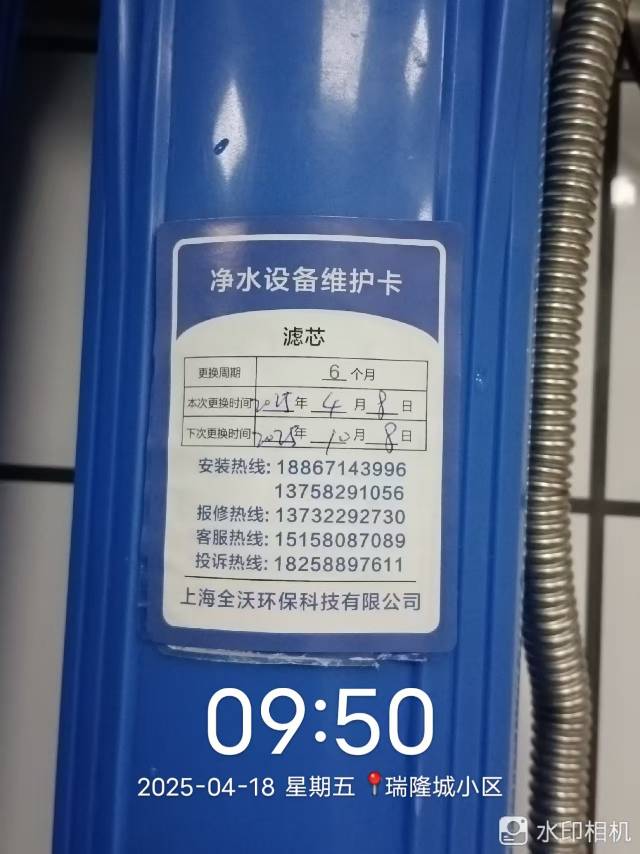 净水设备维护卡
滤芯
更换周期 6 个月
本次更换时间 2025 年 4 月 8 日
下次更换时间 2025 年 10 月 8 日
安装热线: 18867143996
13758291056
报修热线: 13732292730
客服热线: 15158087089
投诉热线: 18258897611
上海全沃环保科技有限公司
09:50
2025-04-18 星期五 瑞隆城小区
水印相机